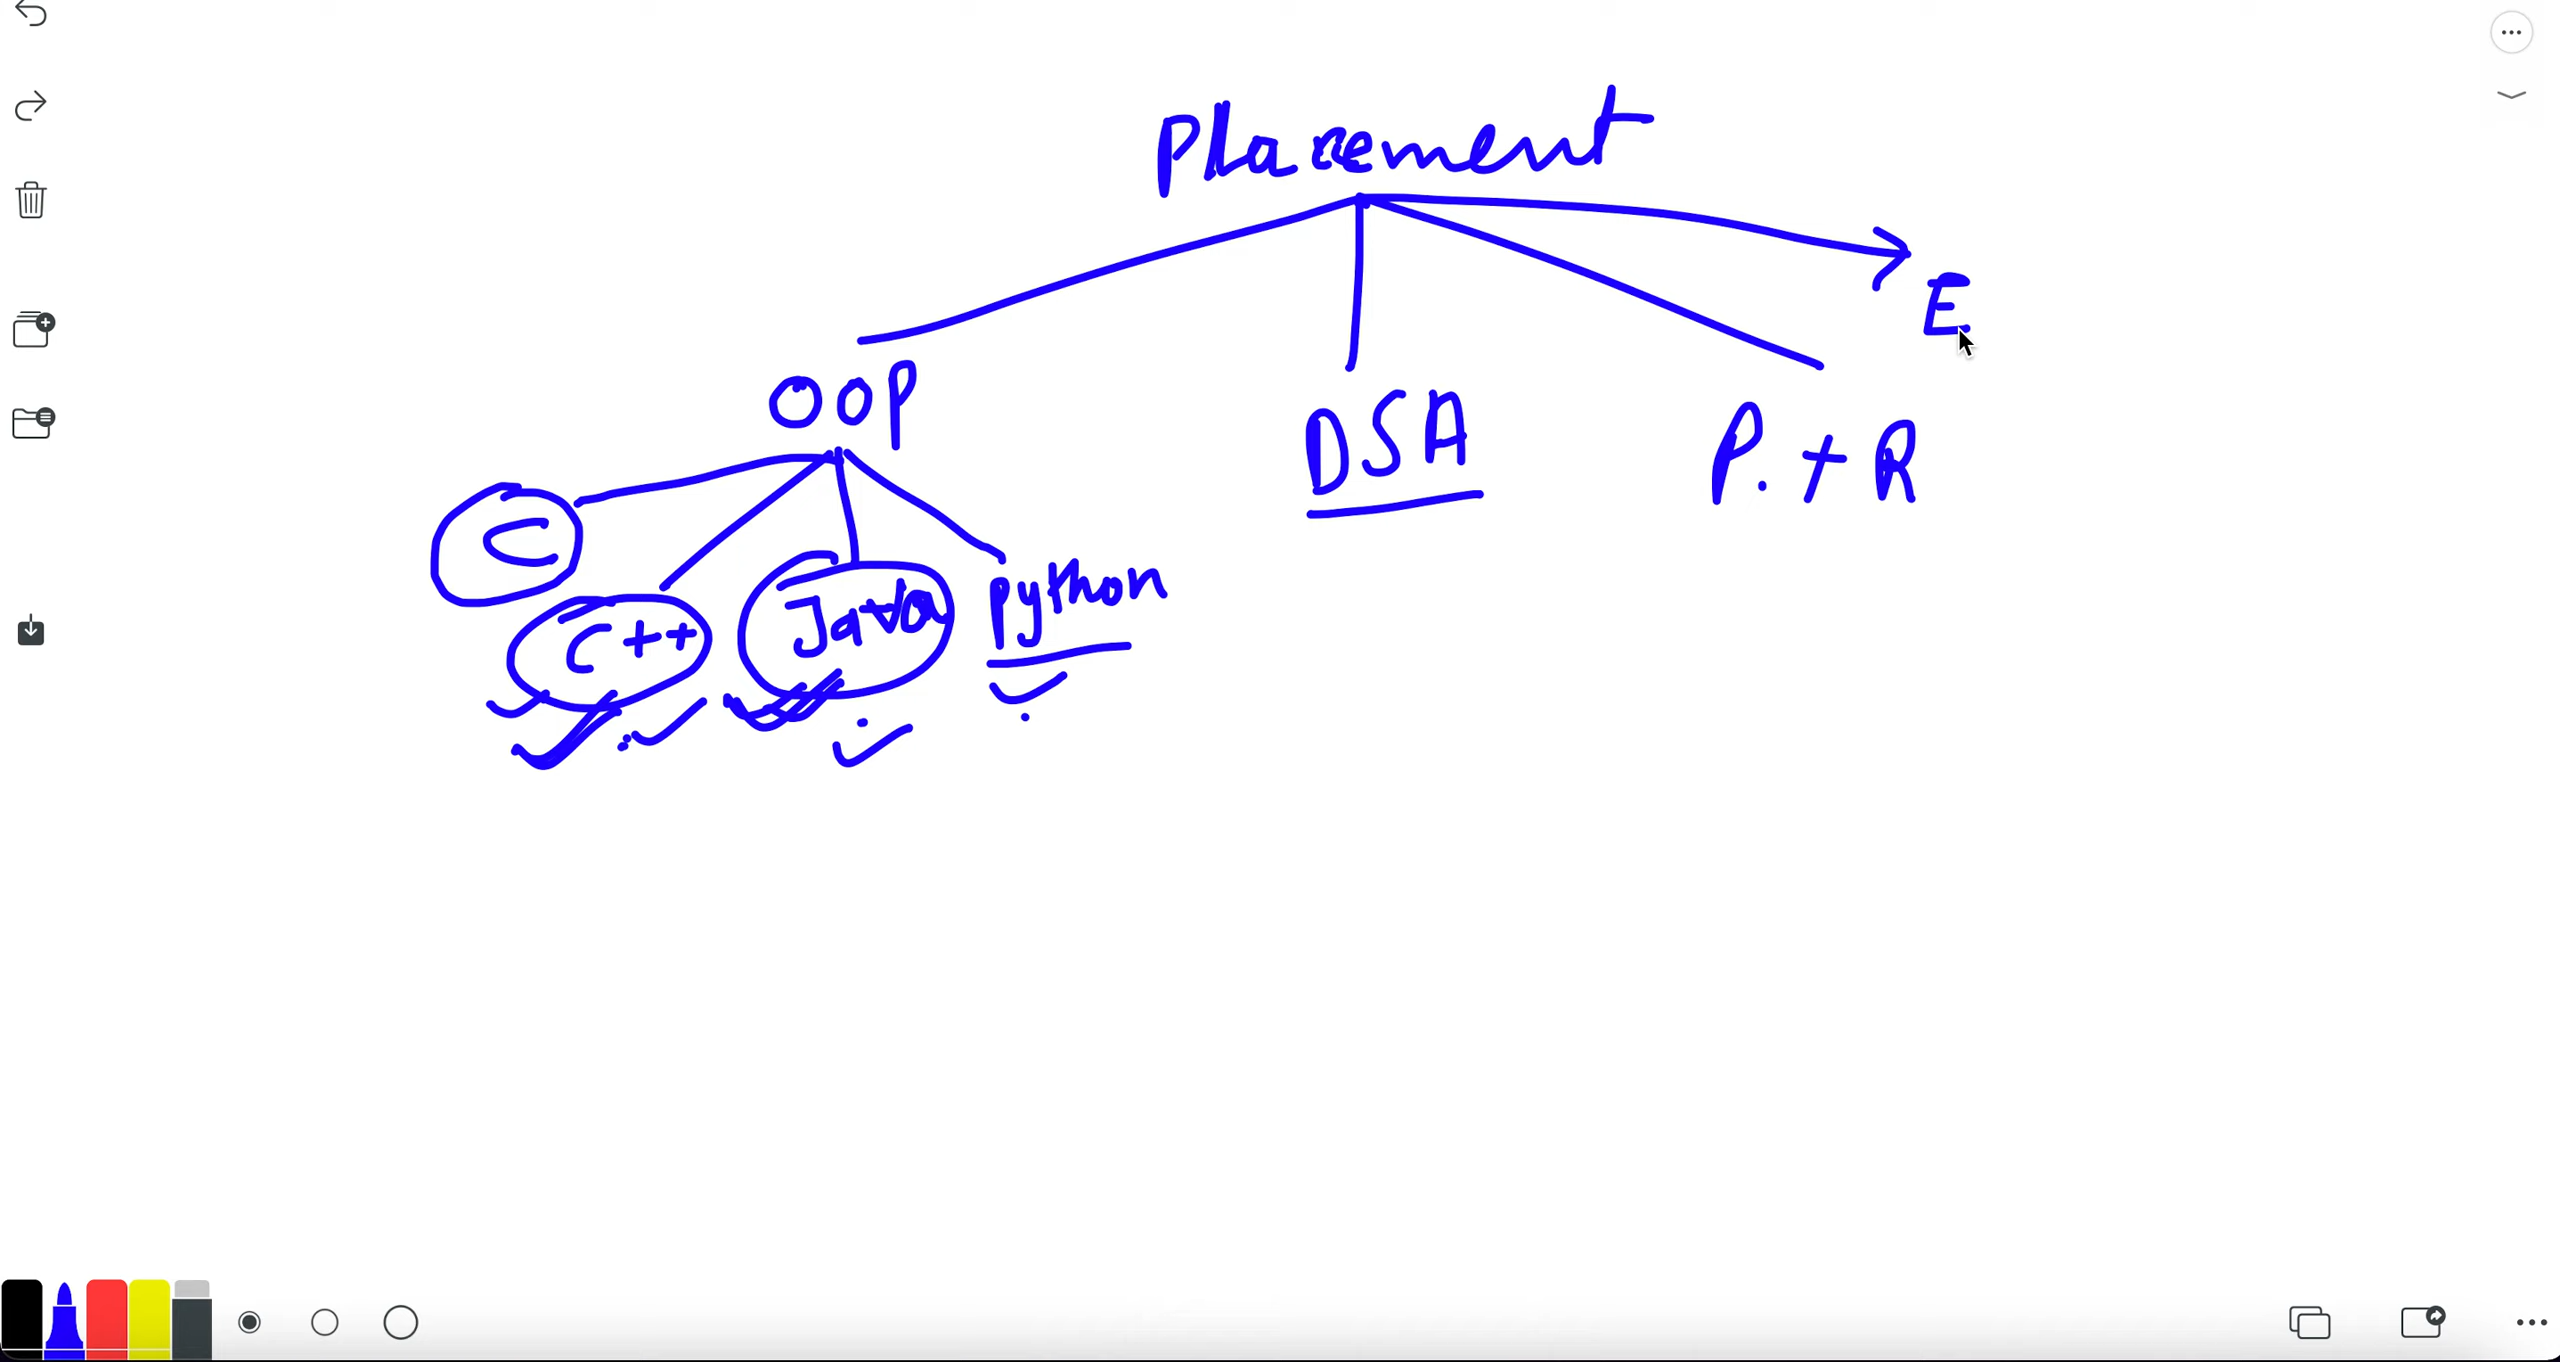 Placement
E
OOP
DSA
P. + R
C
C++
Java
python